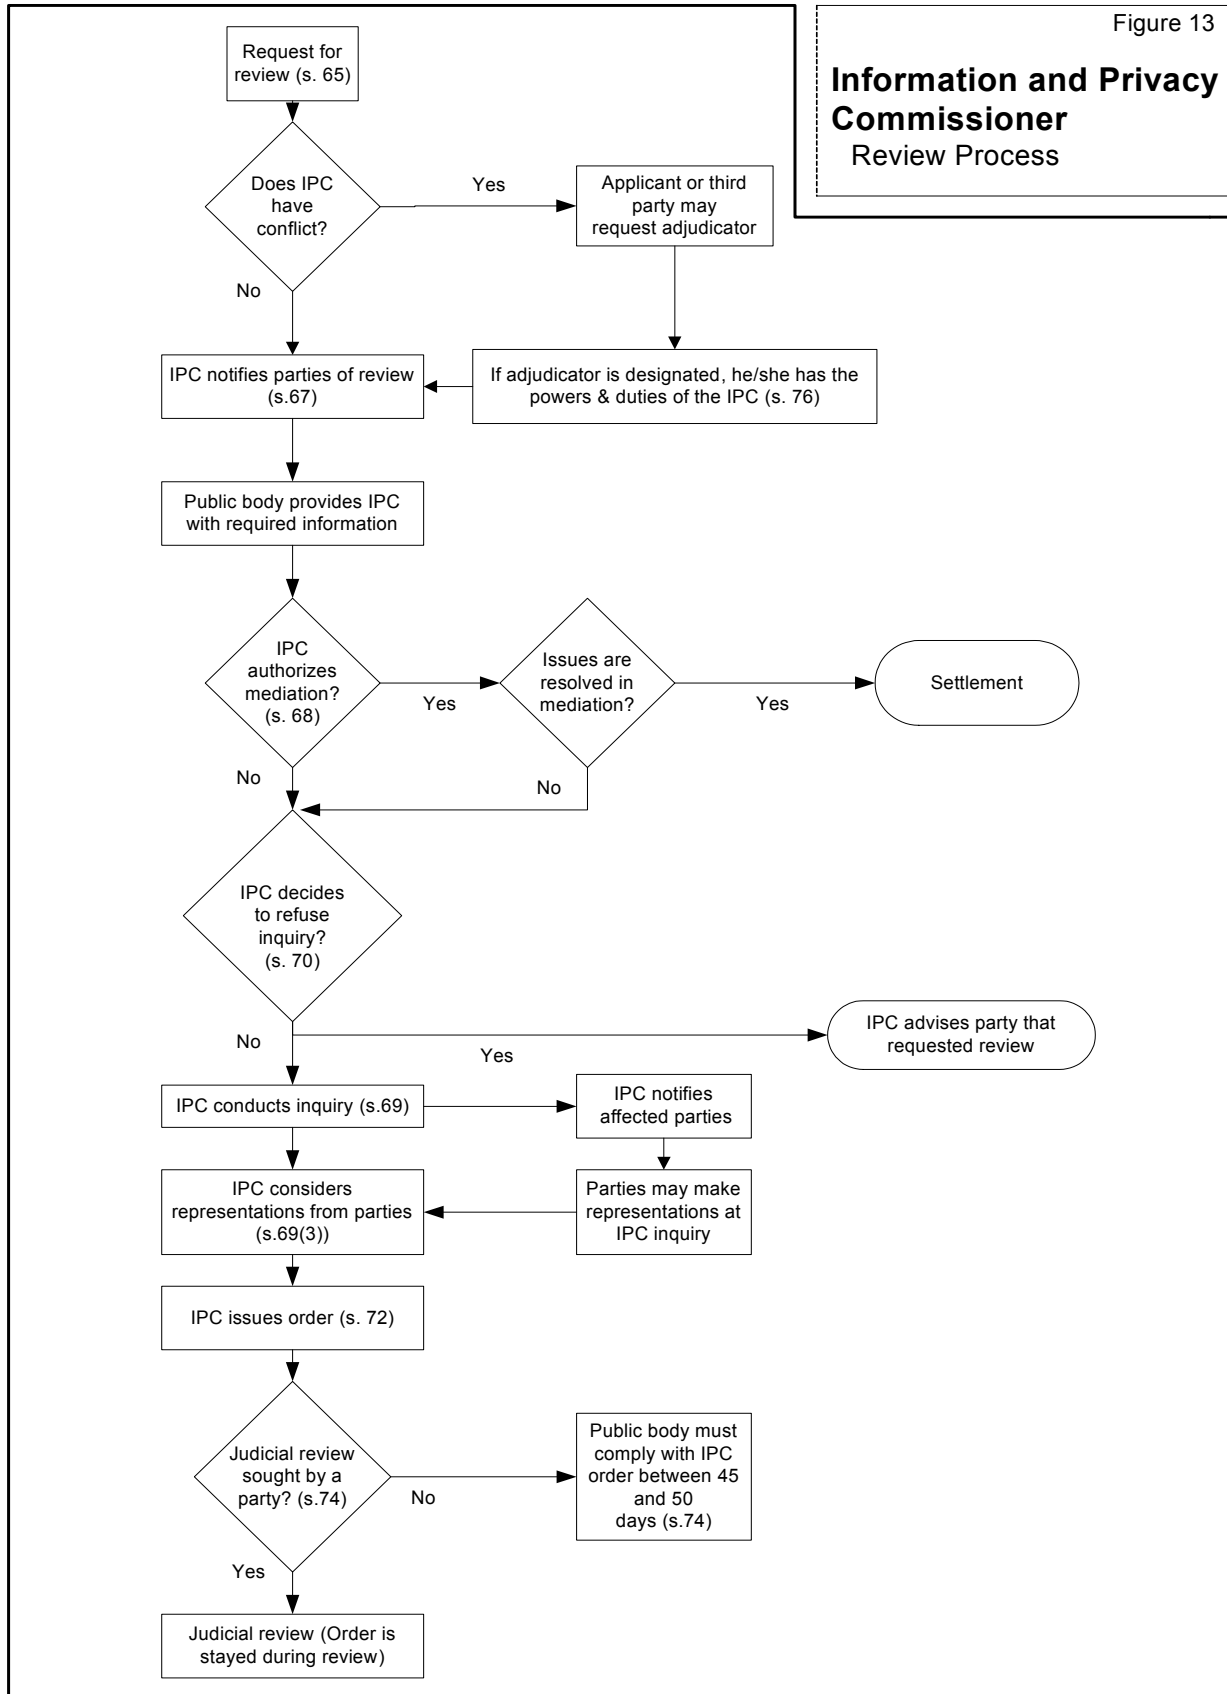 Figure 13
Information and Privacy
Commissioner
Review Process
Request for
review (s. 65)
Does IPC
have
conflict?
Yes
Applicant or third
party may
request adjudicator
No
IPC notifies parties of review
(s.67)
If adjudicator is designated, he/she has the
powers & duties of the IPC (s. 76)
Public body provides IPC
with required information
IPC
authorizes
mediation?
(s. 68)
Yes
Issues are
resolved in
mediation?
Yes
Settlement
No
No
IPC decides
to refuse
inquiry?
(s. 70)
No
Yes
IPC advises party that
requested review
IPC conducts inquiry (s.69)
IPC notifies
affected parties
IPC considers
representations from parties
(s.69(3))
Parties may make
representations at
IPC inquiry
IPC issues order (s. 72)
Judicial review
sought by a
party? (s.74)
No
Public body must
comply with IPC
order between 45
and 50
days (s.74)
Yes
Judicial review (Order is
stayed during review)